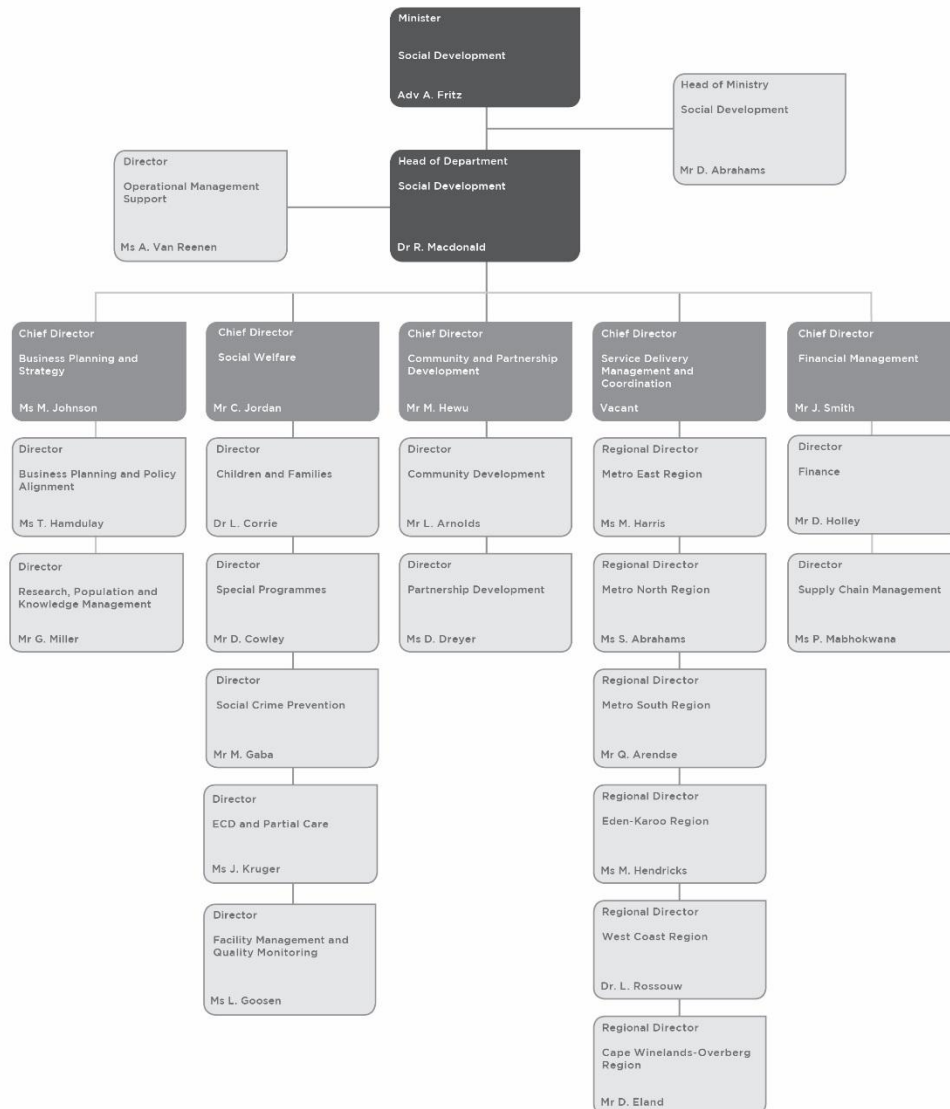 Minister
Social Development
Adv A. Fritz
Head of Ministry
Social Development
Mr D. Abrahams
Director
Operational Management
Support
Ms A. Van Reenen
Head of Department
Social Development
Dr R. Macdonald
Chief Director
Business Planning and
Strategy
Ms M. Johnson
Director
Business Planning and Policy
Alignment
Ms T. Hamdulay
Director
Research, Population and
Knowledge Management
Mr G. Miller
Chief Director
Social Welfare
Mr C. Jordan
Director
Children and Families
Dr L. Corrie
Director
Special Programmes
Mr D. Cowley
Director
Social Crime Prevention
Mr M. Gaba
Director
ECD and Partial Care
Ms J. Kruger
Director
Facility Management and
Quality Monitoring
Ms L. Goosen
Chief Director
Community and Partnership
Development
Mr M. Hewu
Director
Community Development
Mr L. Arnolds
Director
Partnership Development
Ms D. Dreyer
Chief Director
Service Delivery
Management and
Coordination
Vacant
Regional Director
Metro East Region
Ms M. Harris
Regional Director
Metro North Region
Ms S. Abrahams
Regional Director
Metro South Region
Mr Q. Arendse
Regional Director
Eden-Karoo Region
Ms M. Hendricks
Regional Director
West Coast Region
Dr. L. Rossouw
Regional Director
Cape Winelands-Overberg
Region
Mr D. Eland
Chief Director
Financial Management
Mr J. Smith
Director
Finance
Mr D. Holley
Director
Supply Chain Management
Ms P. Mabhokwana